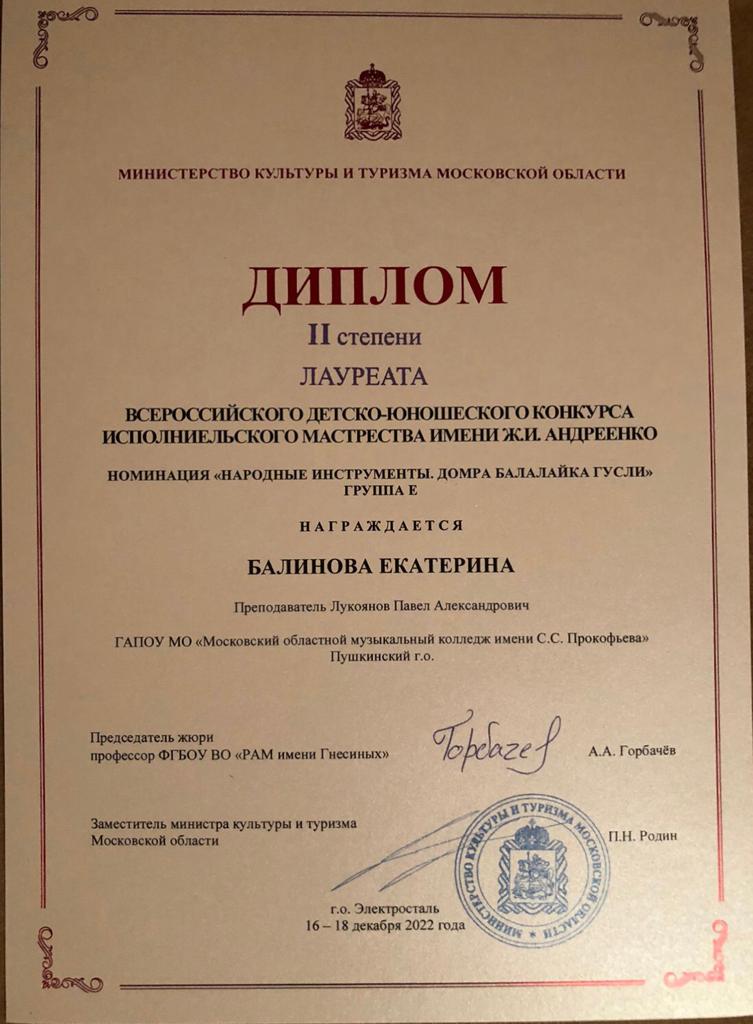 МИНИСТЕРСТВО КУЛЬТУРЫ И ТУРИЗМА МОСКОВСКОЙ ОБЛАСТИ
ДИПЛОМ
II степени
ЛАУРЕАТА
ВСЕРОССИЙСКОГО ДЕТСКО-ЮНОШЕСКОГО КОНКУРСА
ИСПОЛНИЕЛЬСКОГО МАСТРЕСТВА ИМЕНИ Ж.И. АНДРЕЕНКО
НОМИНАЦИЯ «НАРОДНЫЕ ИНСТРУМЕНТЫ. ДОМРА БАЛАЛАЙКА ГУСЛИ»
ГРУППА Е
НАГРАЖДАЕТСЯ
БАЛИНОВА ЕКАТЕРИНА
Преподаватель Лукоянов Павел Александрович
ГАПОУ МО «Московский областной музыкальный колледж имени С.С. Прокофьева»
Пушкинский г.о.
Председатель жюри
профессор ФГБОУ ВО «РАМ имени Гнесиных»
Горбачев
А.А. Горбачёв
Заместитель министра культуры и туризма
Московской области
П.Н. Родин
МИНИСТЕРСТВО КУЛЬТУРЫ И ТУРИЗМА МОСКОВСКОЙ ОБЛАСТИ
г.о. Электросталь
16 – 18 декабря 2022 года